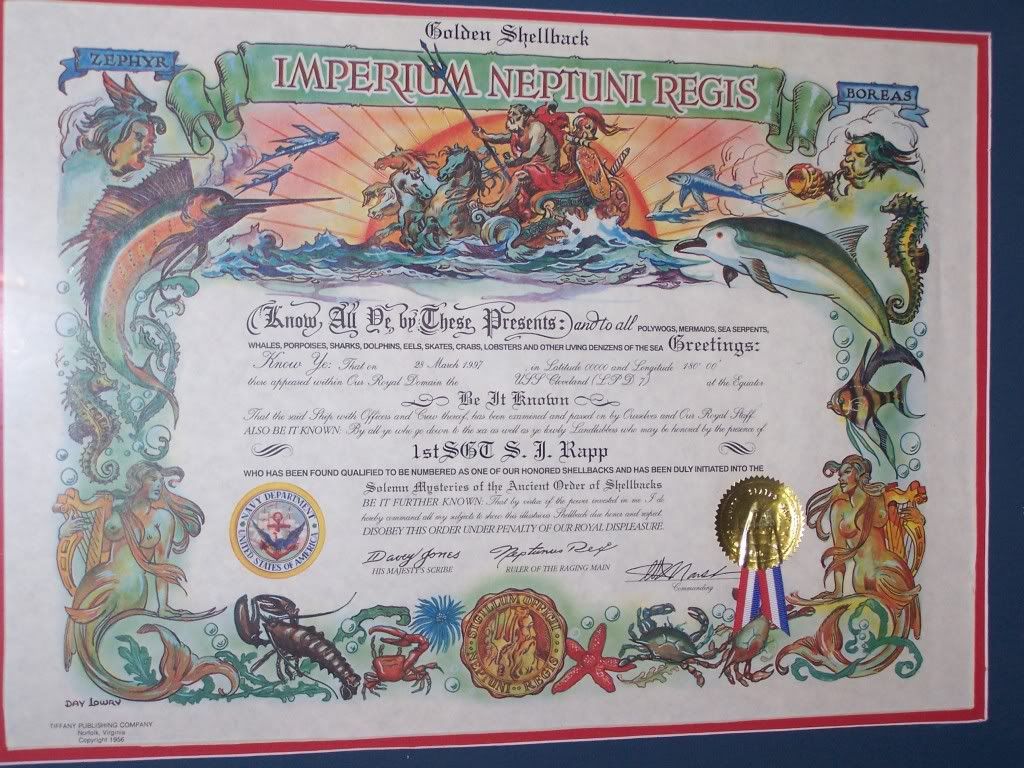 Golden Shellback
ZEPHYR
IMPERIUM NEPTUNI REGIS
BOREAS
Know All Ye by These Presents: and to all POLYWOGS, MERMAIDS, SEA SERPENTS,
WHALES, PORPOISES, SHARKS, DOLPHINS, EELS, SKATES, CRABS, LOBSTERS AND OTHER LIVING DENIZENS OF THE SEA Greetings:
Know Ye: That on 28 March 1997 , in Latitude 00000 and Longitude 180° 00'
there appeared within Our Royal Domain the USS Cleveland (LPD 7) at the Equator
Be It Known
That the said Ship with Officers and Crew thereof, has been examined and passed on by Ourselves and Our Royal Staff.
ALSO BE IT KNOWN: By all ye who go down to the sea as well as ye lowly Landlubbers who may be honored by the presence of
1stSGT S. J. Rapp
WHO HAS BEEN FOUND QUALIFIED TO BE NUMBERED AS ONE OF OUR HONORED SHELLBACKS AND HAS BEEN DULY INITIATED INTO THE
Solemn Mysteries of the Ancient Order of Shellbacks
BE IT FURTHER KNOWN: That by virtue of the power invested in me I do
hereby command all my subjects to show this illustrious Shellback due honor and respect.
DISOBEY THIS ORDER UNDER PENALTY OF OUR ROYAL DISPLEASURE.
NAVY DEPARTMENT
UNITED STATES OF AMERICA
Davey Jones
HIS MAJESTY'S SCRIBE
Neptunus Rex
RULER OF THE RAGING MAIN
Commanding
SIGILLUM OFFICII
NEPTUNI REGIS
DAY LOWRY
TIFFANY PUBLISHING COMPANY
Norfolk, Virginia
Copyright 1956